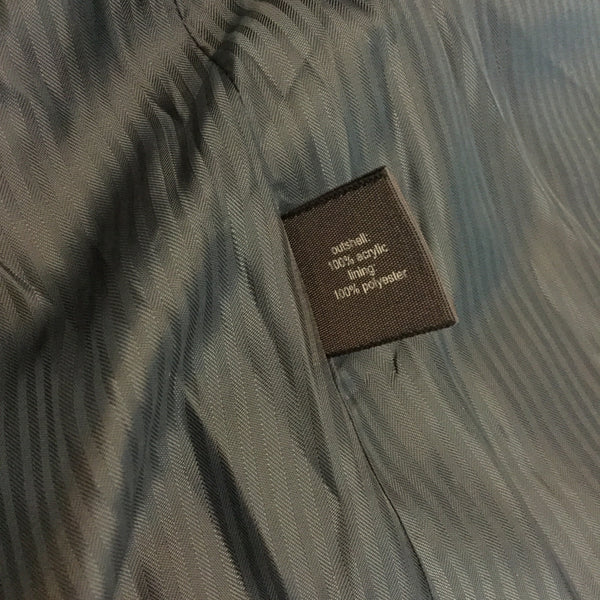 outshell:
100% acrylic
lining:
100% polyester